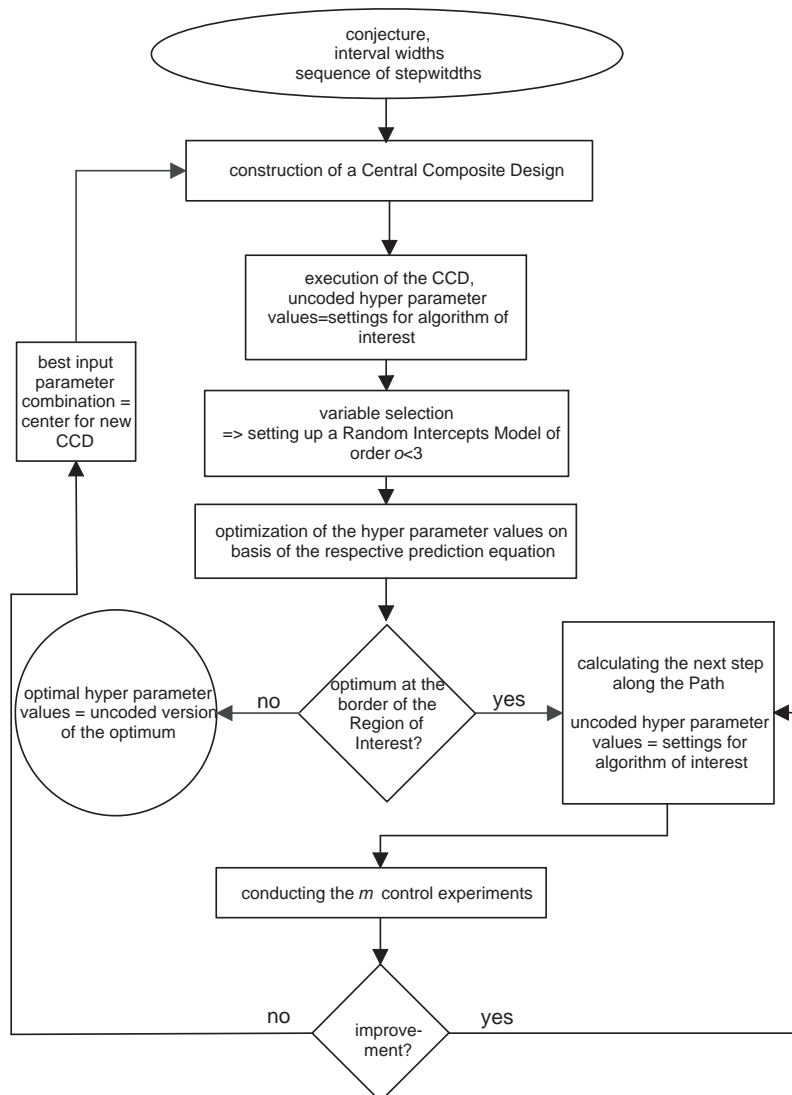 conjecture,
interval widths
sequence of stepwitdths
construction of a Central Composite Design
execution of the CCD,
uncoded hyper parameter
values=settings for algorithm of
interest
best input
parameter
combination =
center for new
CCD
variable selection
=> setting up a Random Intercepts Model of
order o<3
optimization of the hyper parameter values on
basis of the respective prediction equation
optimal hyper parameter
values = uncoded version
of the optimum
no
optimum at the
border of the
Region of
Interest?
yes
calculating the next step
along the Path
uncoded hyper parameter
values = settings for
algorithm of interest
conducting the m control experiments
no
improve-
ment?
yes